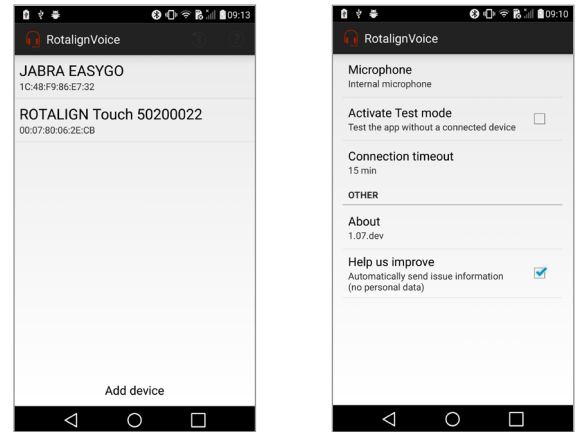 09:13
RotalignVoice
JABRA EASYGO
1C:48:F9:86:E7:32
ROTALIGN Touch 50200022
00:07:80:06:2E:CB
Add device
09:10
RotalignVoice
Microphone
Internal microphone
Activate Test mode
Test the app without a connected device
Connection timeout
15 min
OTHER
About
1.07.dev
Help us improve
Automatically send issue information
(no personal data)